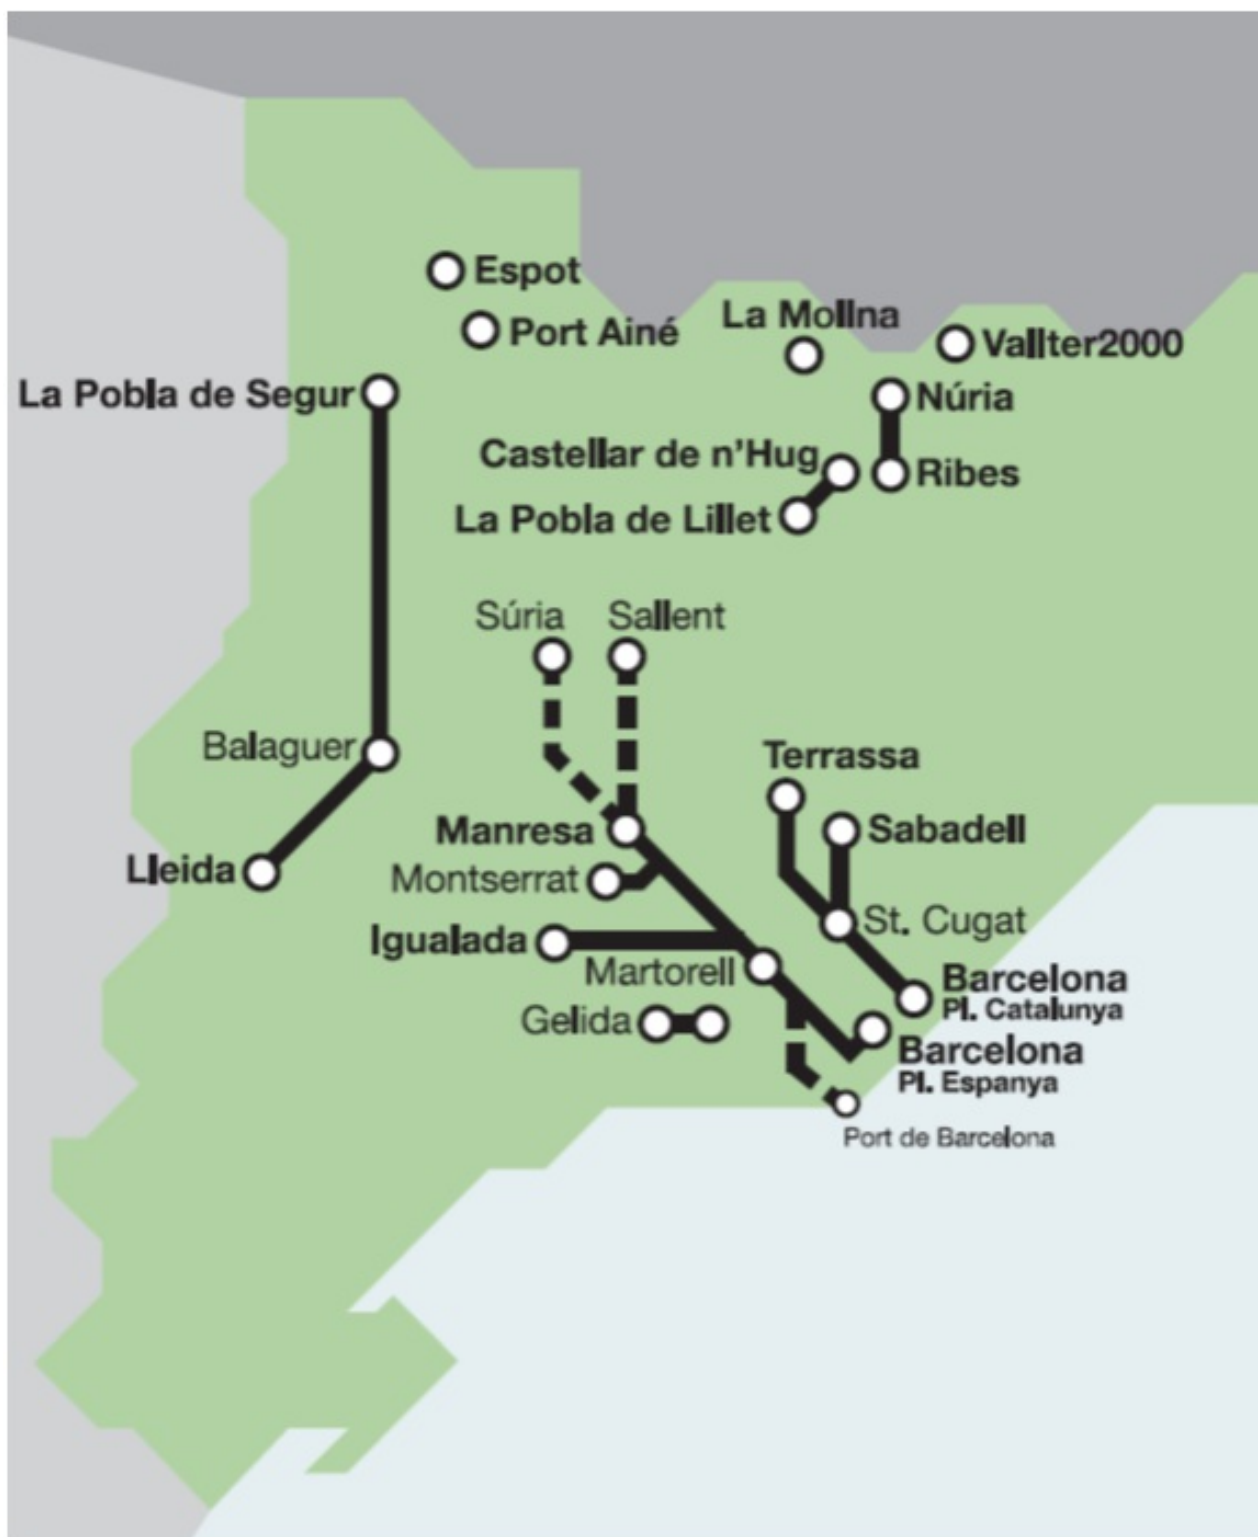 Espot
Port Ainé
La Mollna
Vallter2000
La Pobla de Segur
Núria
Castellar de n’Hug
Ribes
La Pobla de Lillet
Súria
Sallent
Balaguer
Terrassa
Manresa
Sabadell
Lleida
Montserrat
St. Cugat
Igualada
Martorell
Barcelona
Pl. Catalunya
Gelida
Barcelona
Pl. Espanya
Port de Barcelona